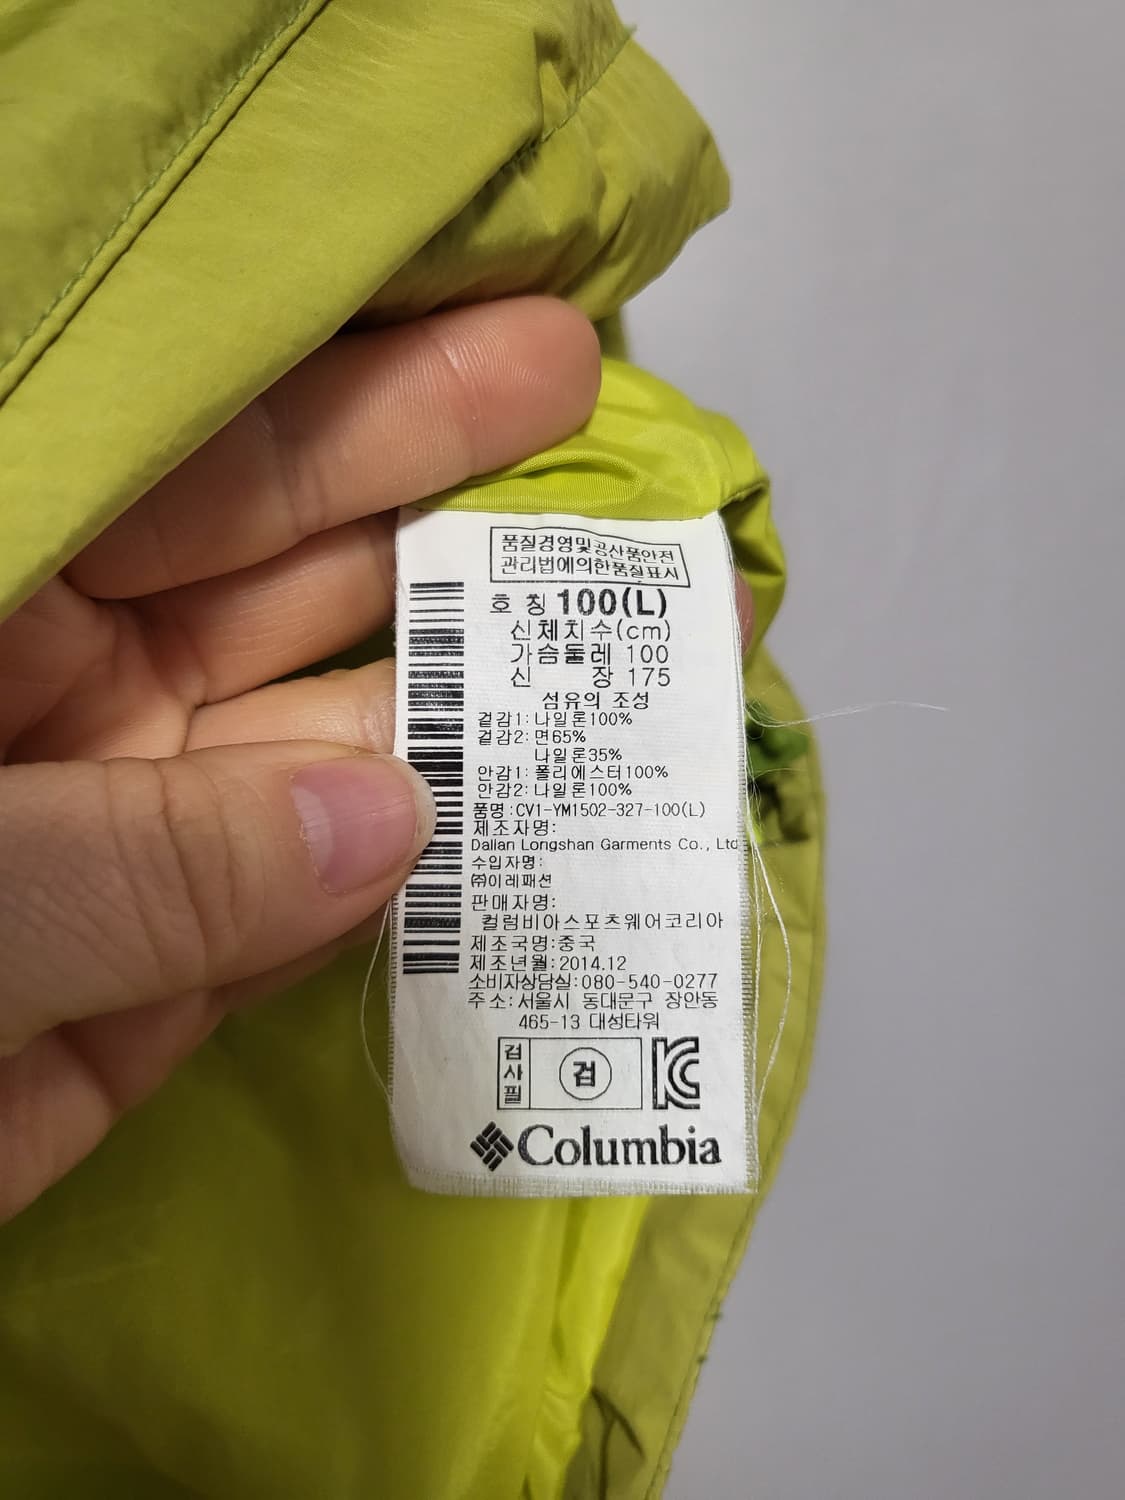 품질경영및공산품안전
관리법에의한품질표시
호 칭 100(L)
신체치수(cm)
가슴둘레 100
신 장 175
섬유의 조성
겉감1: 나일론100%
겉감2: 면65%
나일론35%
안감1: 폴리에스터100%
안감2: 나일론100%
품명:CV1-YM1502-327-100(L)
제조자명:
Dalian Longshan Garments Co., Ltd
수입자명:
㈜이레패션
판매자명:
컬럼비아스포츠웨어코리아
제조국명:중국
제조년월:2014.12
소비자상담실:080-540-0277
주소:서울시 동대문구 장안동
465-13 대성타워
검사필
검
KC
Columbia